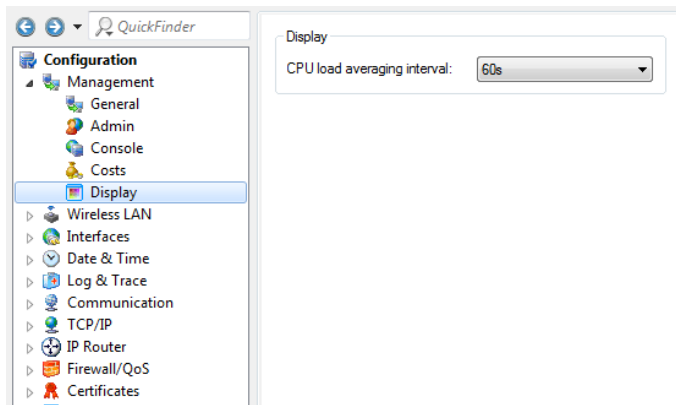 QuickFinder
Configuration
Management
General
Admin
Console
Costs
Display
Wireless LAN
Interfaces
Date & Time
Log & Trace
Communication
TCP/IP
IP Router
Firewall/QoS
Certificates
Display
CPU load averaging interval: 60s